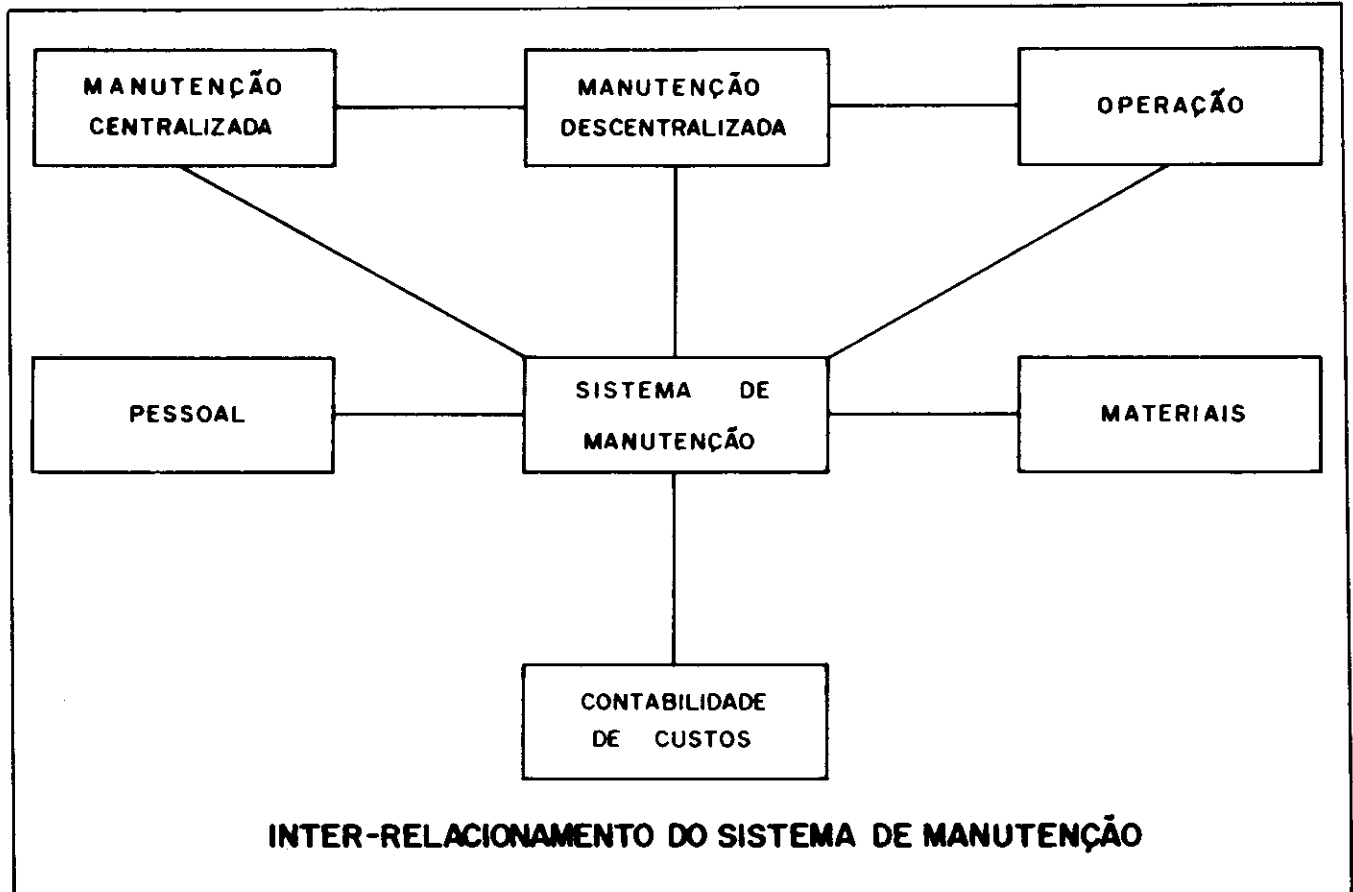 MANUTENÇÃO
CENTRALIZADA
MANUTENÇÃO
DESCENTRALIZADA
OPERAÇÃO
PESSOAL
SISTEMA DE
MANUTENÇÃO
MATERIAIS
CONTABILIDADE
DE CUSTOS
INTER-RELACIONAMENTO DO SISTEMA DE MANUTENÇÃO